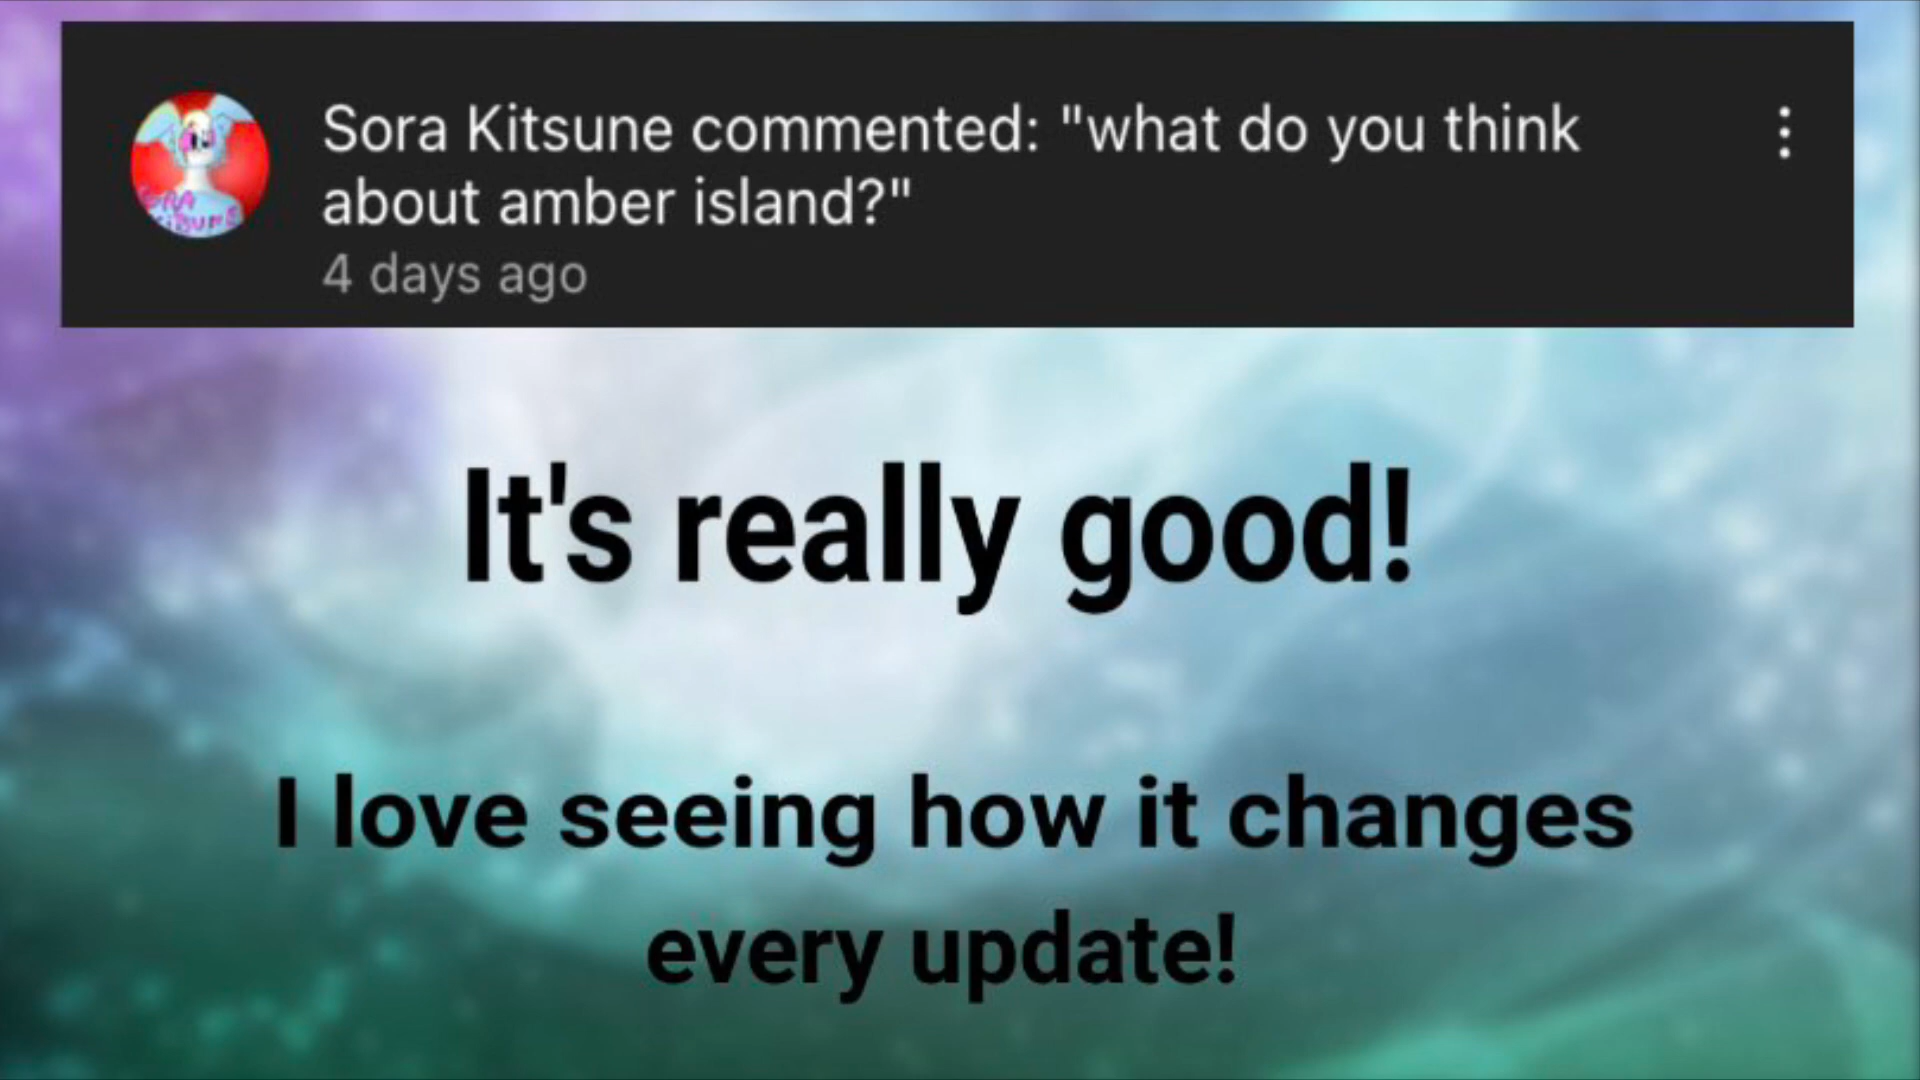 Sora Kitsune commented: "what do you think
about amber island?"
4 days ago
It's really good!
I love seeing how it changes
every update!